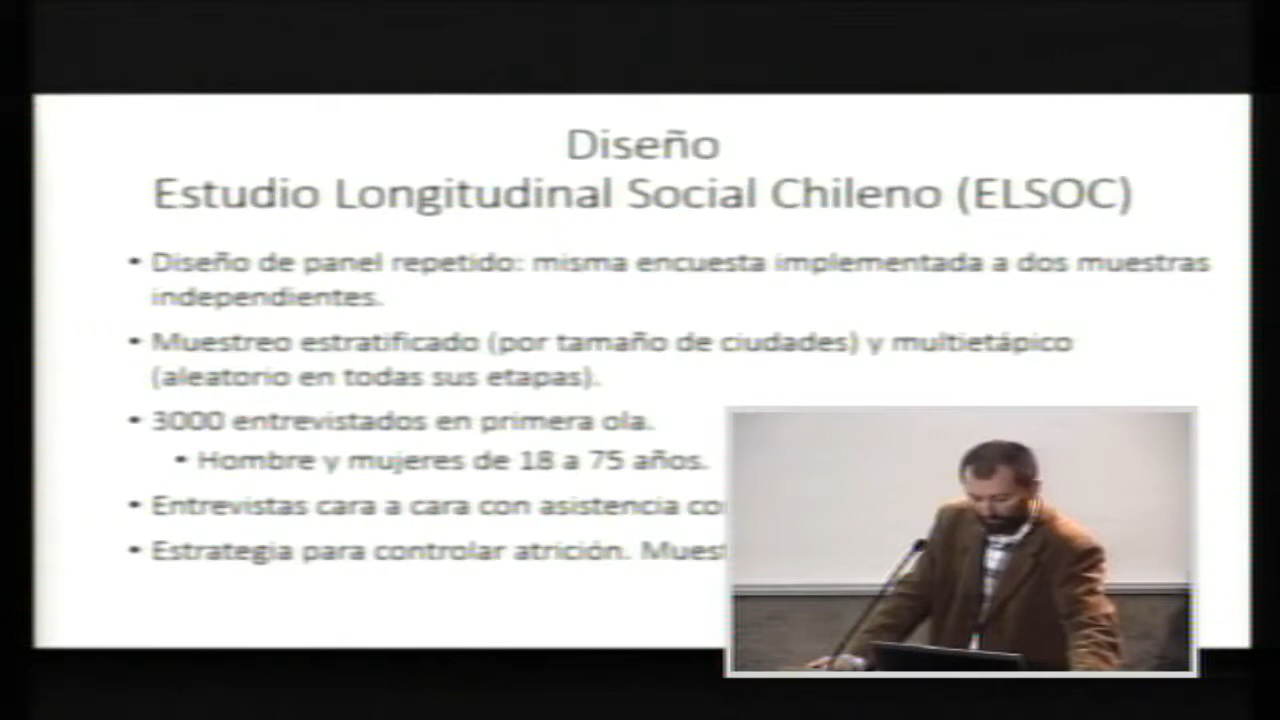 Diseño
Estudio Longitudinal Social Chileno (ELSOC)
• Diseño de panel repetido: misma encuesta implementada a dos muestras
independientes.
• Muestreo estratificado (por tamaño de ciudades) y multietápico
(aleatorio en todas sus etapas).
• 3000 entrevistados en primera ola.
• Hombre y mujeres de 18 a 75 años.
• Entrevistas cara a cara con asistencia
• Estrategia para controlar atrición.